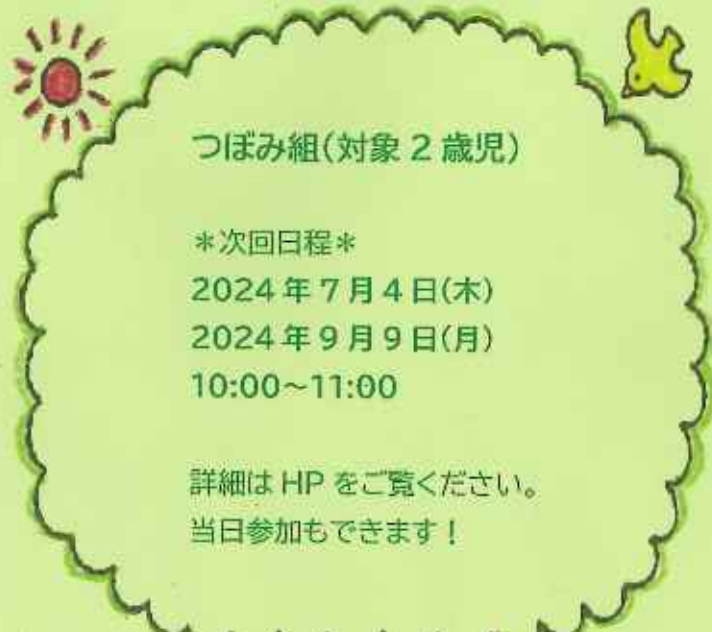 つぼみ組(対象 2 歳児)
*次回日程*
2024 年 7 月 4 日(木)
2024 年 9 月 9 日(月)
10:00~11:00
詳細は HP をご覧ください。
当日参加もできます!